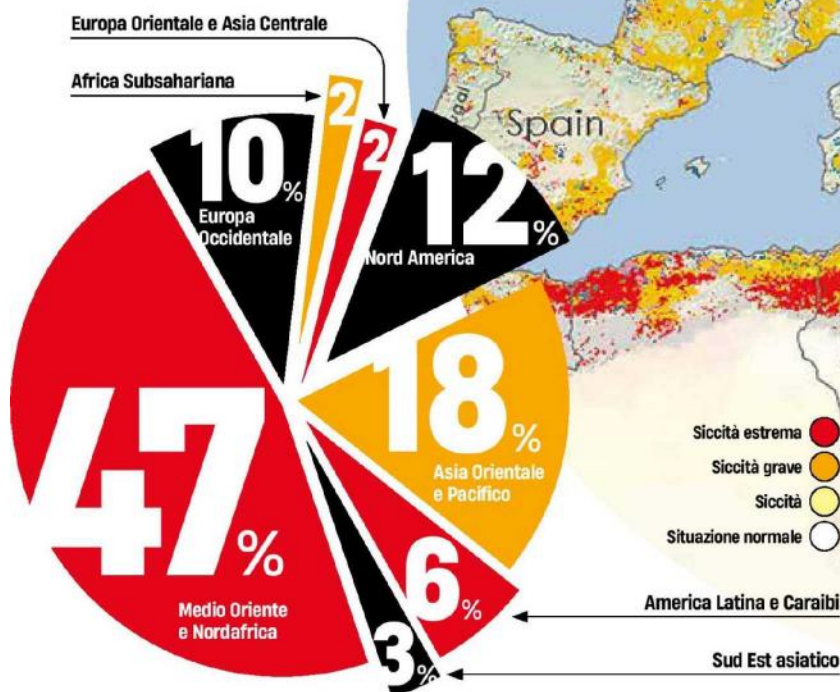 Europa Orientale e Asia Centrale
Africa Subsahariana
2
2
10%
Europa
Occidentale
12%
Nord America
Spain
18%
Asia Orientale
e Pacifico
47%
Medio Oriente
e Nordafrica
6%
3%
Siccità estrema
Siccità grave
Siccità
Situazione normale
America Latina e Caraibi
Sud Est asiatico